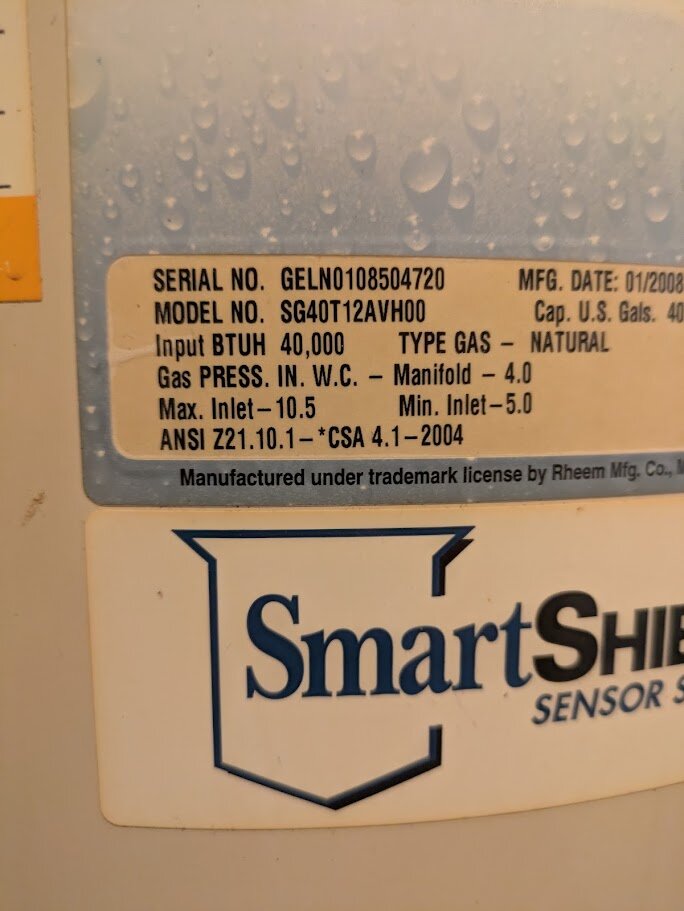 SERIAL NO. GELN0108504720 MFG. DATE: 01/2008
MODEL NO. SG40T12AVH00 Cap. U.S. Gals. 40
Input BTUH 40,000 TYPE GAS – NATURAL
Gas PRESS. IN. W.C. – Manifold – 4.0
Max. Inlet–10.5 Min. Inlet–5.0
ANSI Z21.10.1–*CSA 4.1–2004
Manufactured under trademark license by Rheem Mfg. Co.,
SmartSHIE
SENSOR S